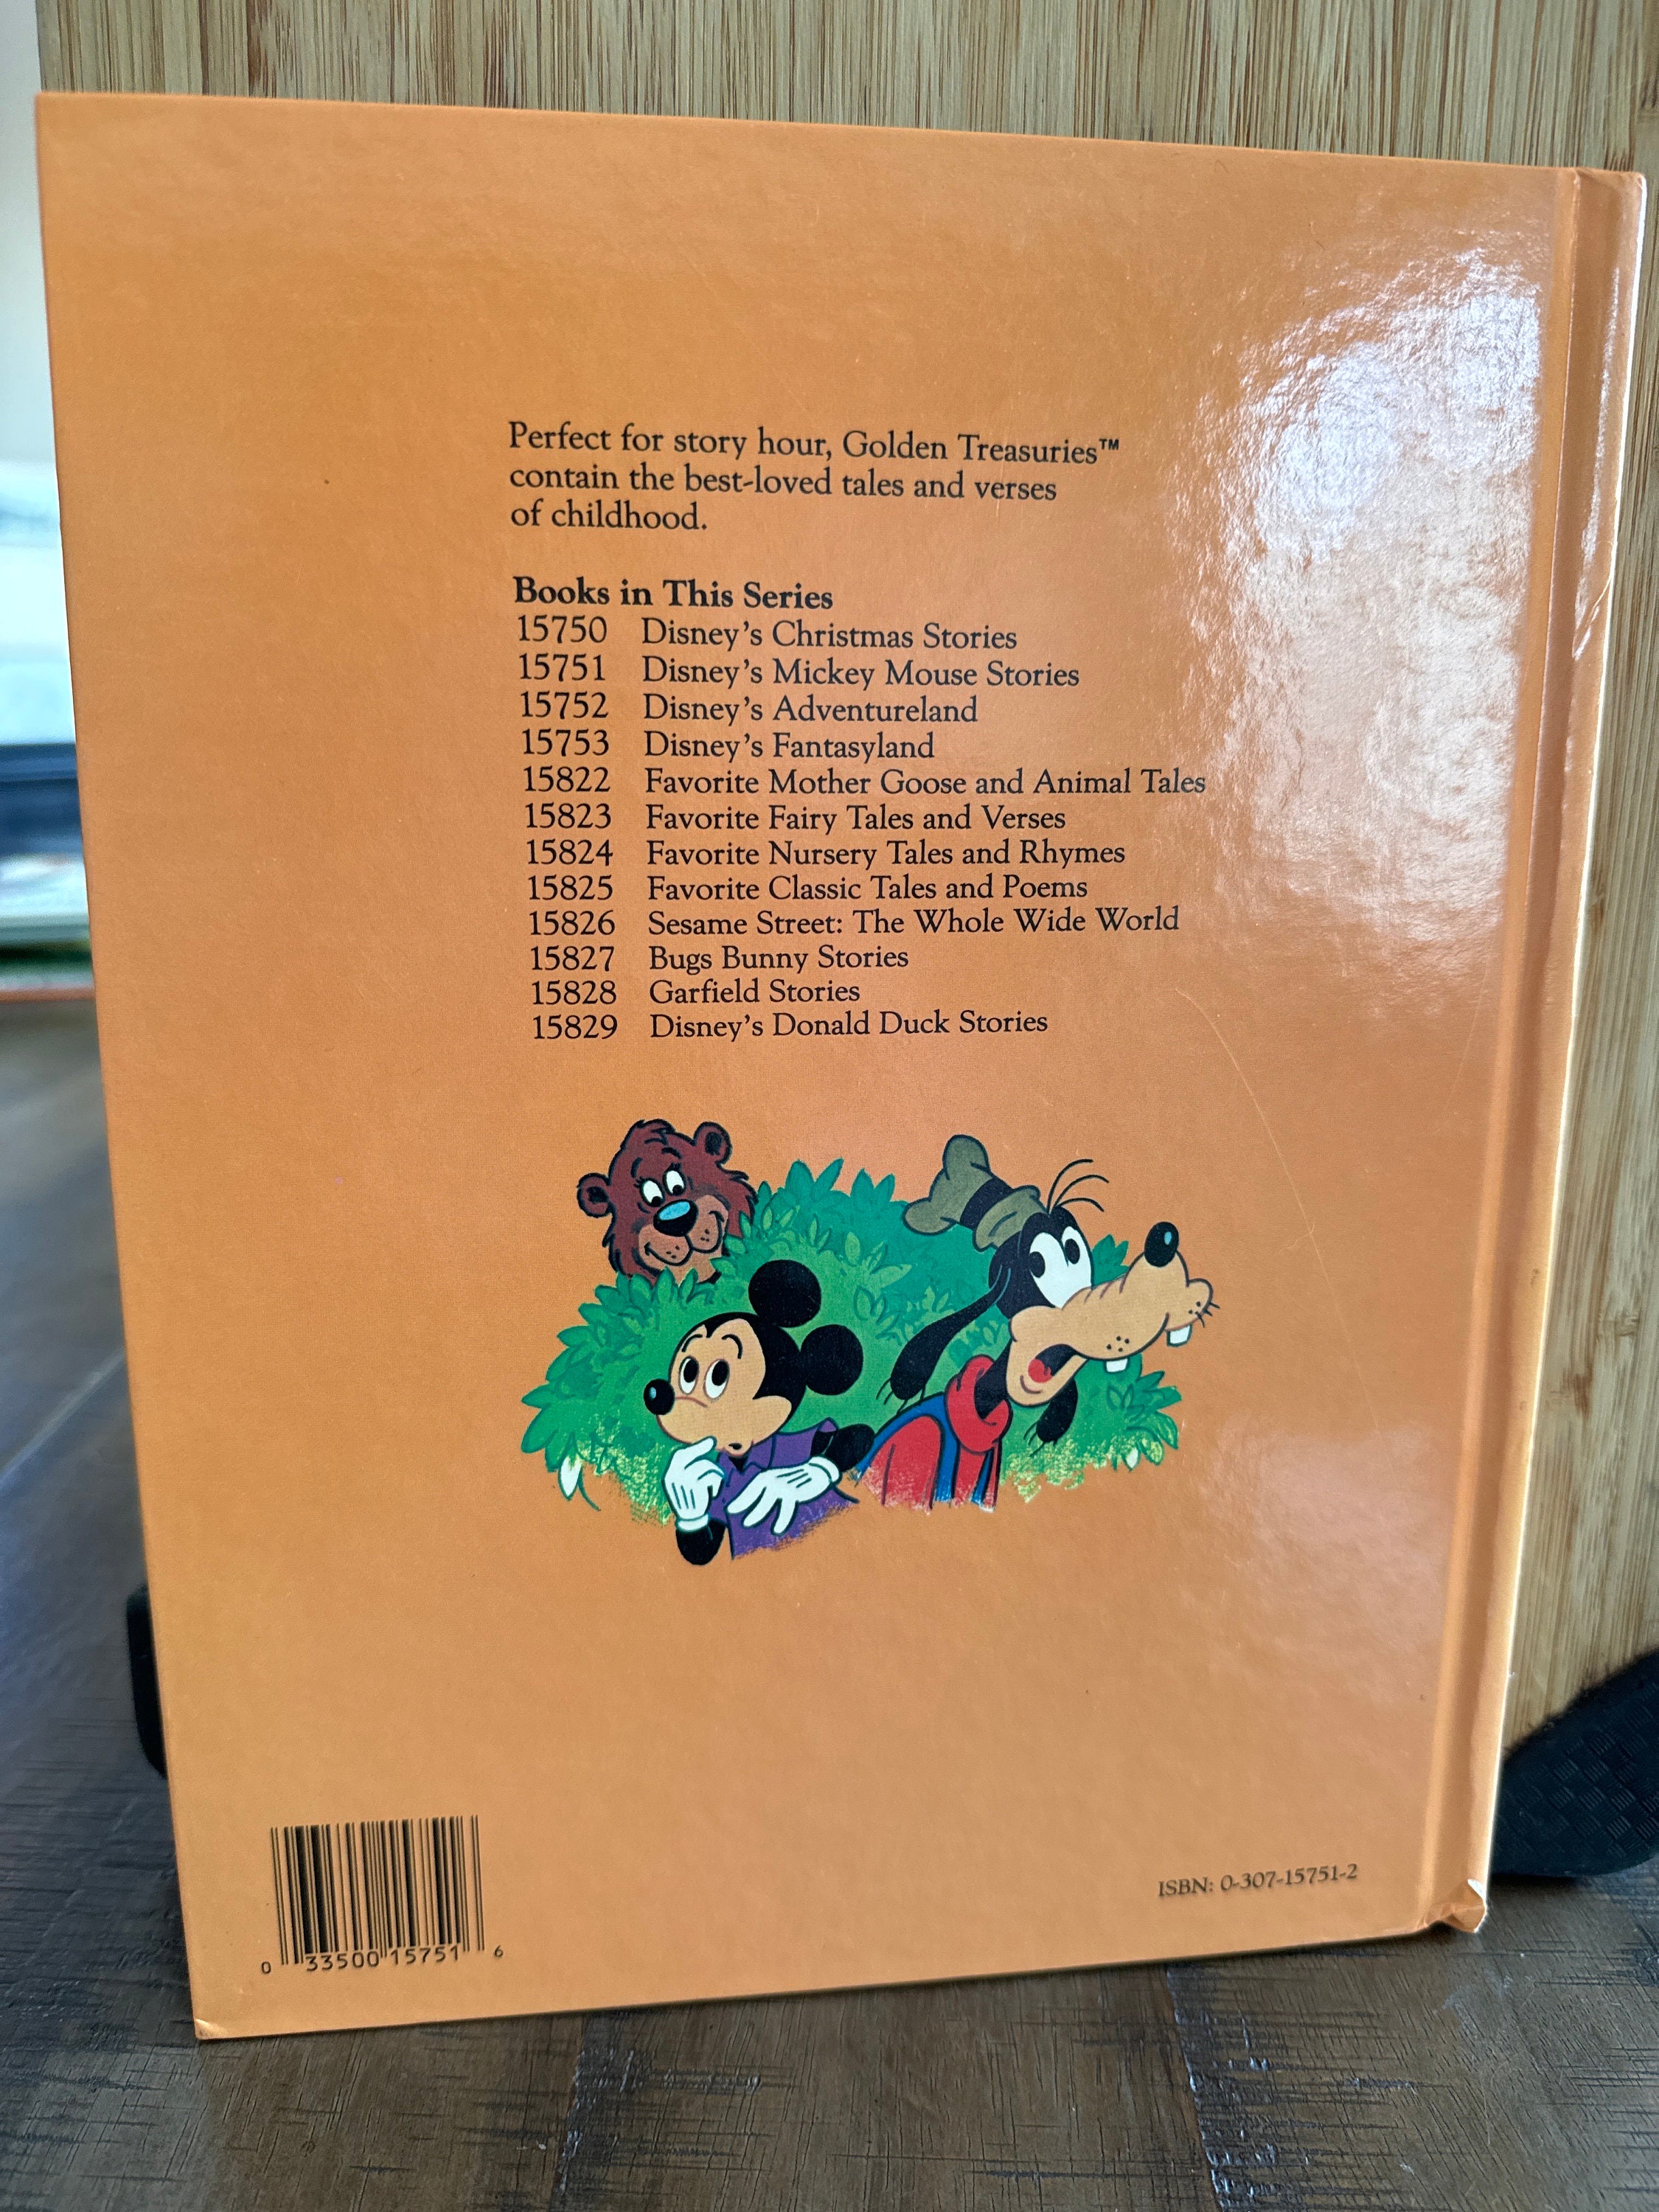 Perfect for story hour, Golden Treasuries™
contain the best-loved tales and verses
of childhood.
Books in This Series
15750 Disney's Christmas Stories
15751 Disney's Mickey Mouse Stories
15752 Disney's Adventureland
15753 Disney's Fantasyland
15822 Favorite Mother Goose and Animal Tales
15823 Favorite Fairy Tales and Verses
15824 Favorite Nursery Tales and Rhymes
15825 Favorite Classic Tales and Poems
15826 Sesame Street: The Whole Wide World
15827 Bugs Bunny Stories
15828 Garfield Stories
15829 Disney's Donald Duck Stories
0 33500 15751 6
ISBN: 0-307-15751-2